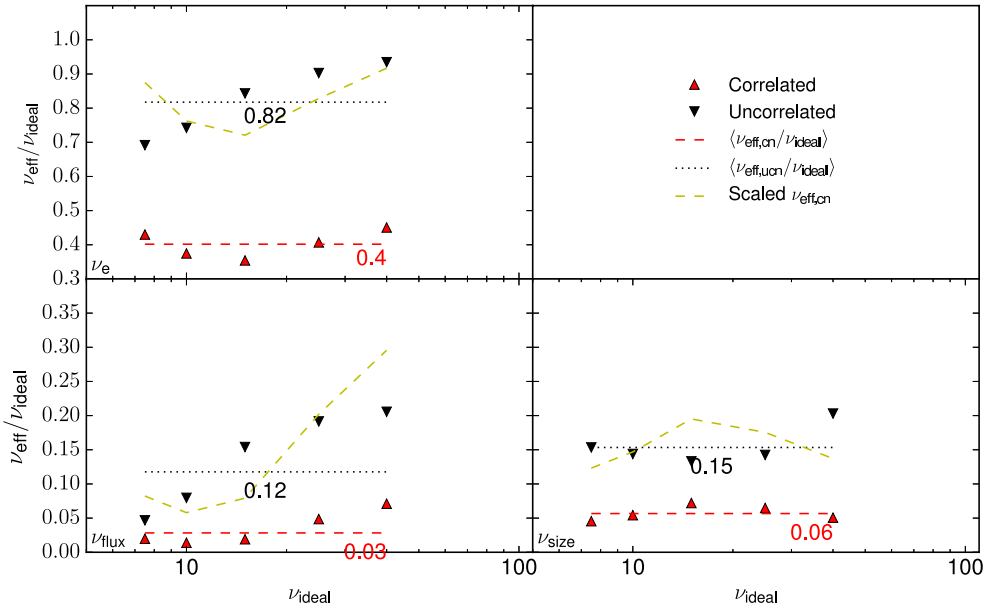 1.0
0.9
0.8
0.7
0.6
0.5
0.4
0.3
ν_eff/ν_ideal
0.82
0.4
ν_e
Correlated
Uncorrelated
⟨ν_eff,cn/ν_ideal⟩
⟨ν_eff,ucn/ν_ideal⟩
Scaled ν_eff,cn
0.35
0.30
0.25
0.20
0.15
0.10
0.05
0.00
ν_eff/ν_ideal
0.12
0.03
ν_flux
10
100
ν_ideal
0.15
0.06
ν_size
10
100
ν_ideal